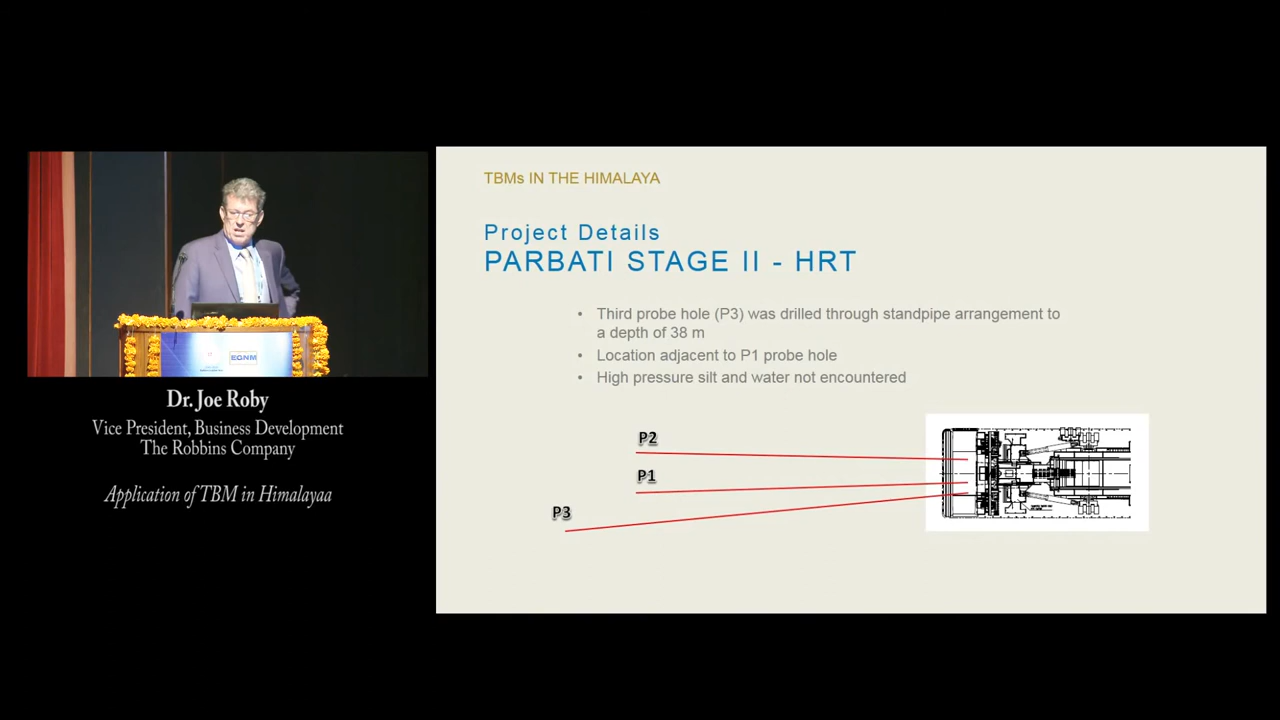 TBMs IN THE HIMALAYA
Project Details
PARBATI STAGE II - HRT
• Third probe hole (P3) was drilled through standpipe arrangement to
a depth of 38 m
• Location adjacent to P1 probe hole
• High pressure silt and water not encountered
P2
P1
P3
EGNM
Dr. Joe Roby
Vice President, Business Development
The Robbins Company
Application of TBM in Himalayaa